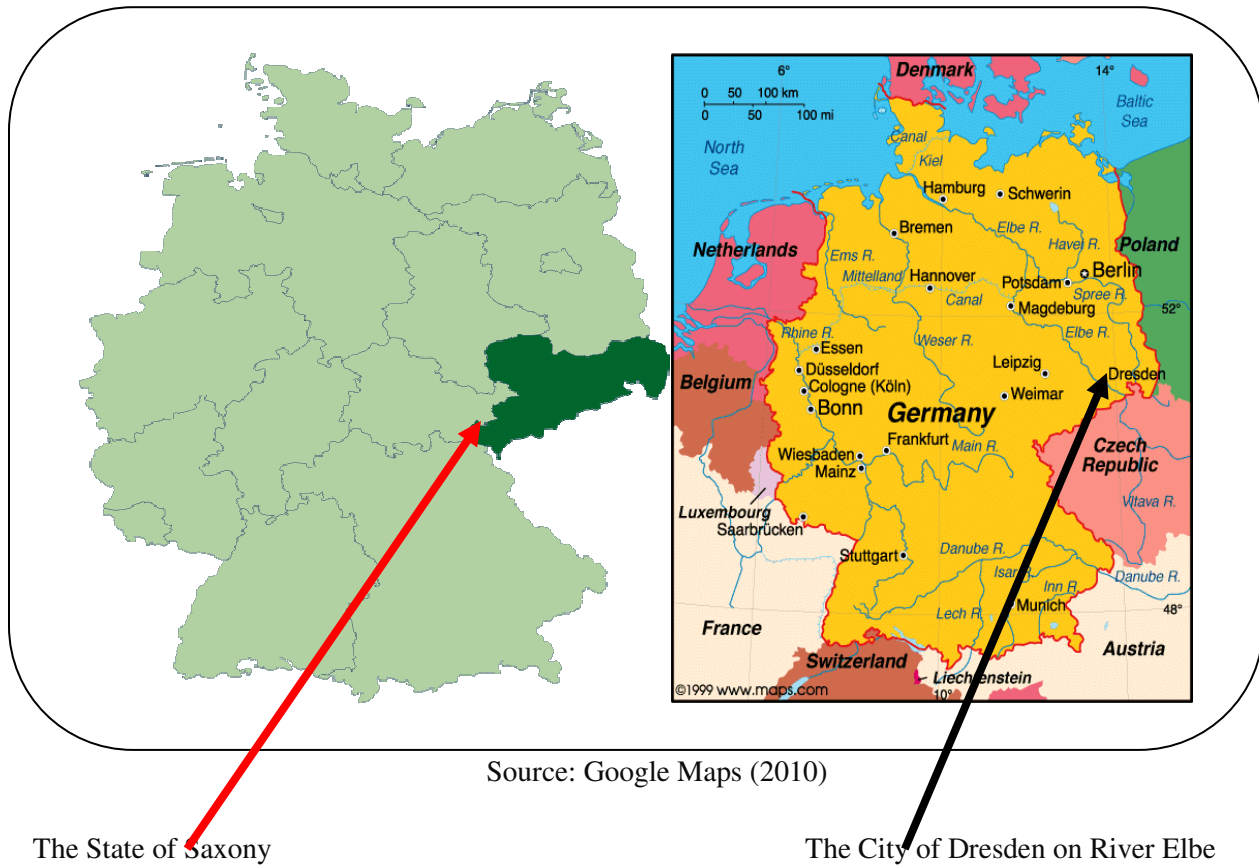 6°
14°
Denmark
0 50 100 km
0 50 100 mi
Baltic
Sea
North
Sea
Canal
Kiel
Hamburg
Schwerin
Bremen
Elbe R.
Havel R.
Poland
Netherlands
Ems R.
Mittelland
Hannover
Canal
Potsdam
Berlin
Spree R.
Magdeburg
52°
Rhine R.
Weser R.
Elbe R.
Essen
Leipzig
Dresden
Düsseldorf
Belgium
Cologne (Köln)
Weimar
Bonn
Germany
Frankfurt
Main R.
Wiesbaden
Mainz
Czech
Republic
Vltava R.
Luxembourg
Saarbrücken
Stuttgart
Danube R.
Isar R.
Inn R.
Danube R.
Lech R.
Munich
48°
France
Austria
Switzerland
Liechtenstein
©1999 www.maps.com
10°
Source: Google Maps (2010)
The State of Saxony
The City of Dresden on River Elbe